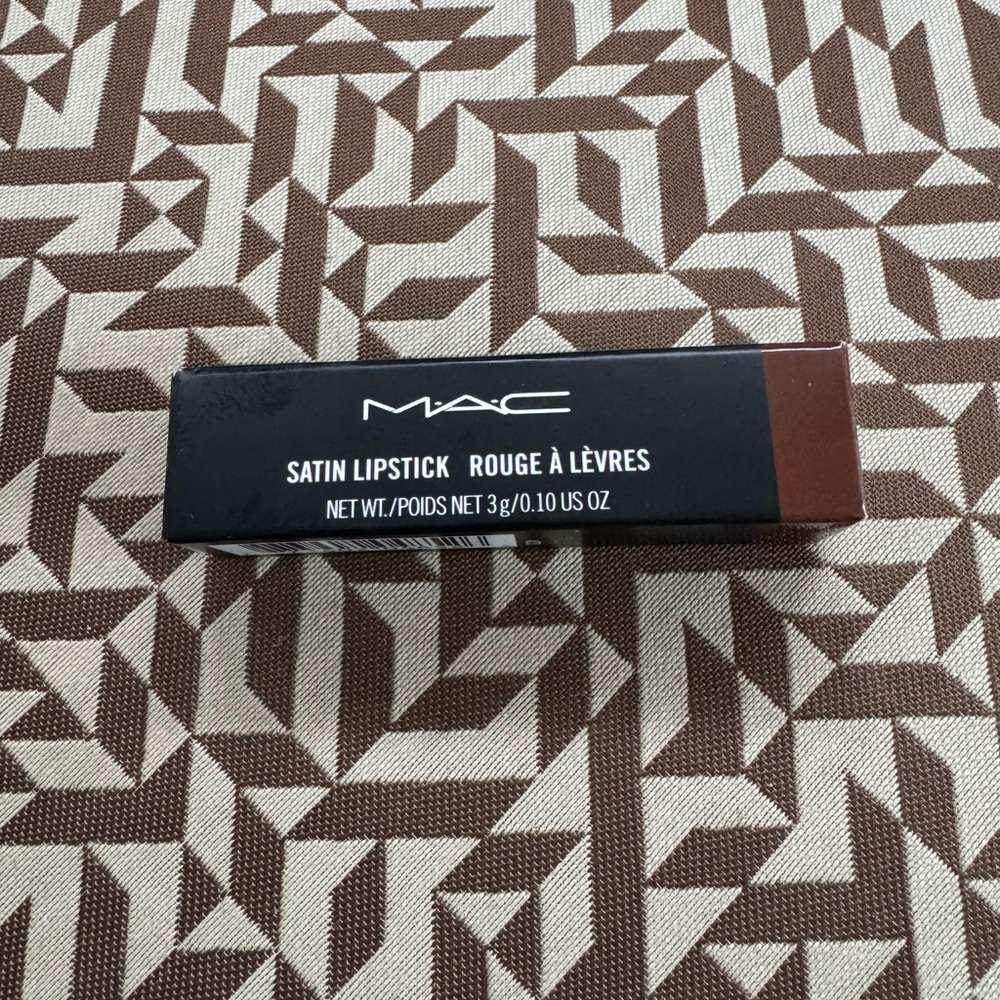 M·A·C
SATIN LIPSTICK ROUGE À LÈVRES
NET WT./POIDS NET 3g/0.10 US OZ